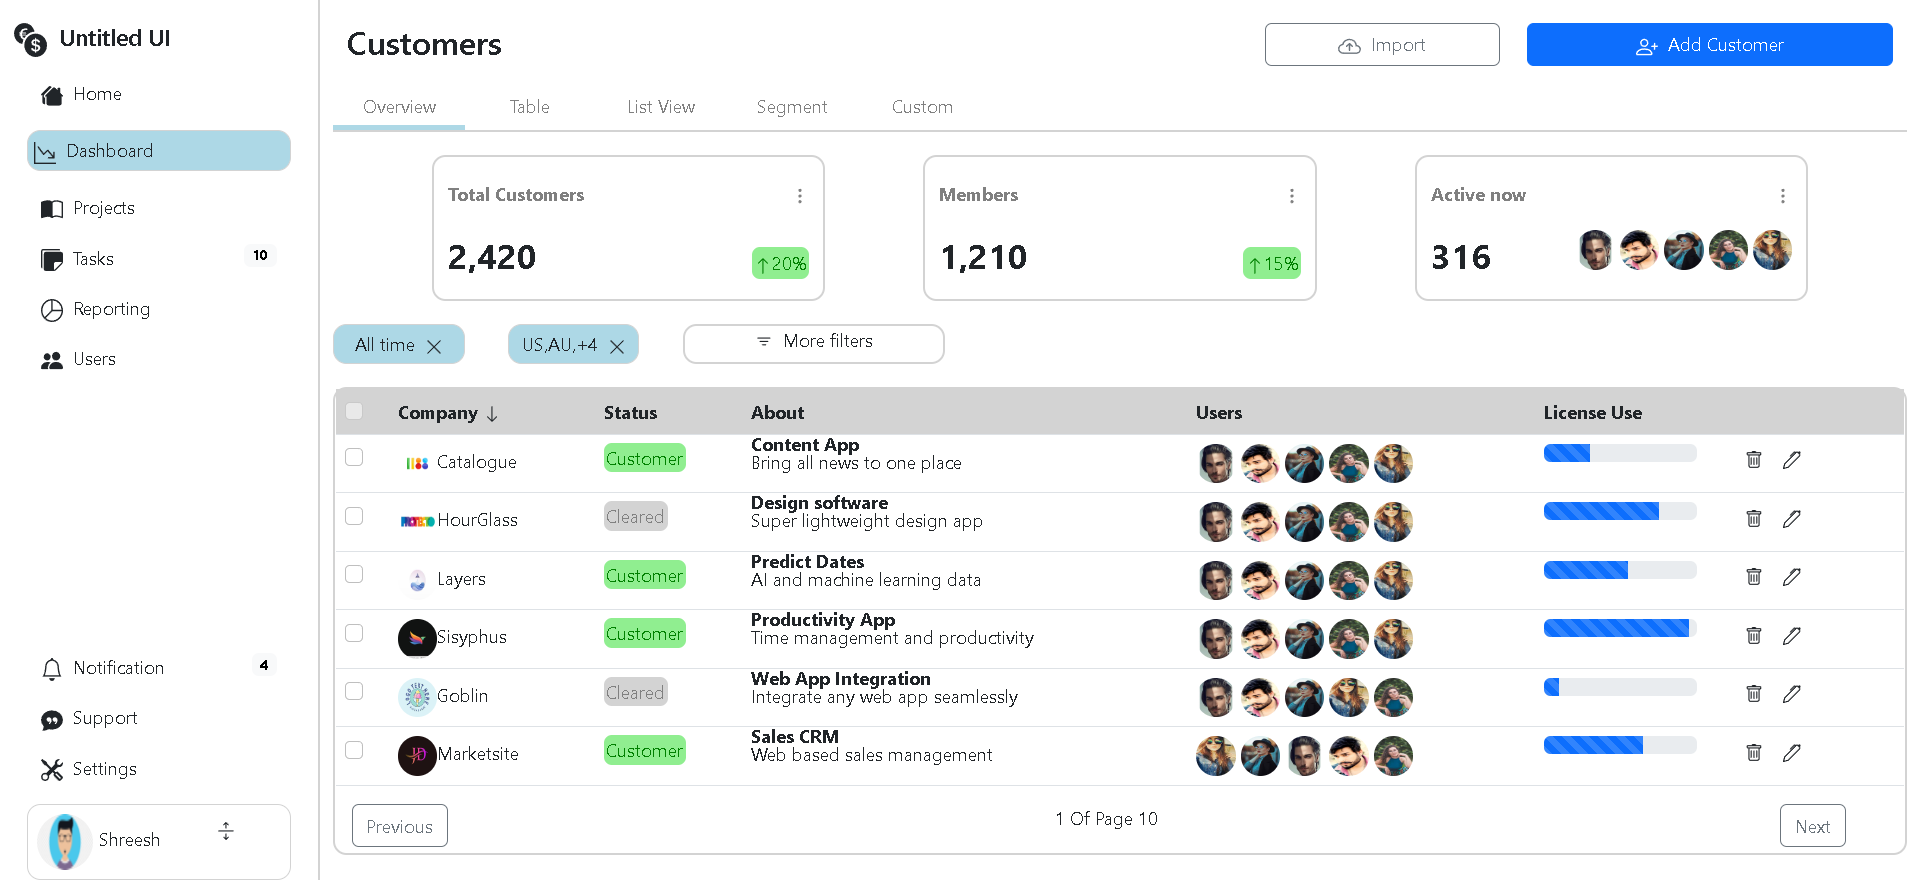 Untitled UI
Home
Dashboard
Projects
Tasks 10
Reporting
Users
Notification 4
Support
Settings
Shreesh
Customers
Import
Add Customer
Overview Table List View Segment Custom
Total Customers
2,420
↑20%
Members
1,210
↑15%
Active now
316
All time
US,AU,+4
More filters
Company ↓ Status About Users License Use
Catalogue Customer Content App
Bring all news to one place
HourGlass Cleared Design software
Super lightweight design app
Layers Customer Predict Dates
AI and machine learning data
Sisyphus Customer Productivity App
Time management and productivity
Goblin Cleared Web App Integration
Integrate any web app seamlessly
Marketsite Customer Sales CRM
Web based sales management
Previous 1 Of Page 10 Next